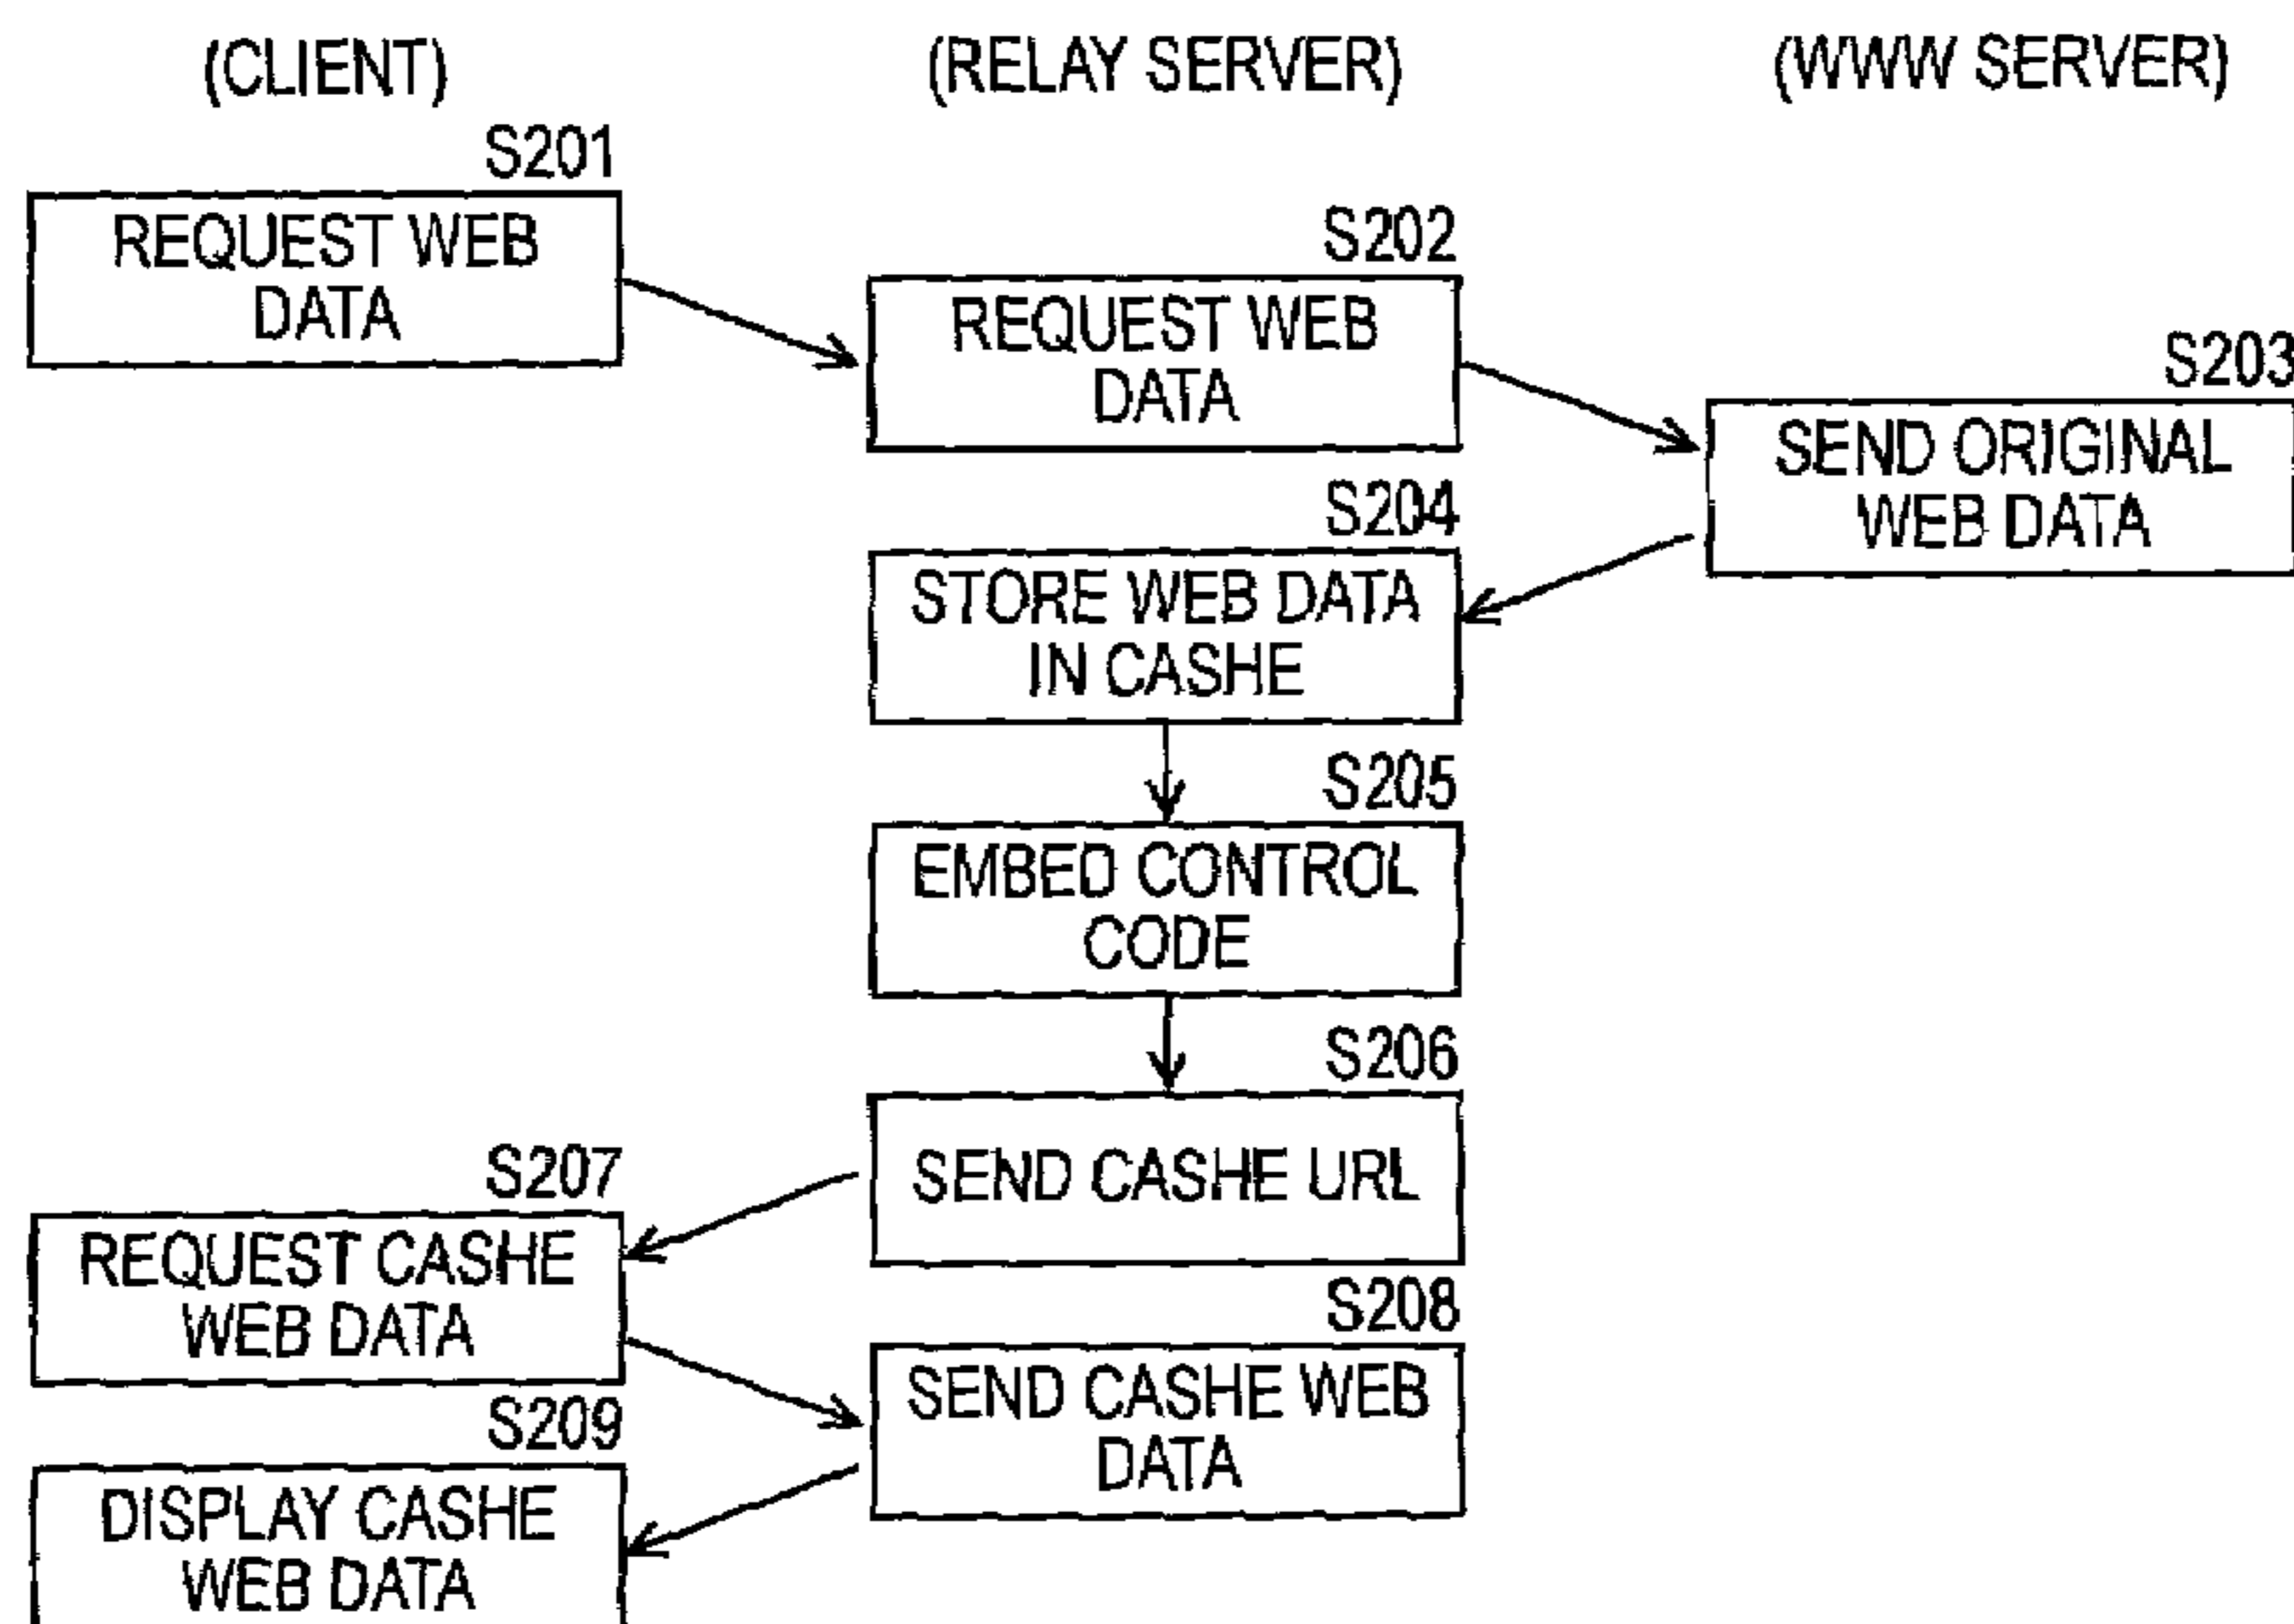 (CLIENT)
(RELAY SERVER)
(WWW SERVER)
S201
REQUEST WEB
DATA
S202
REQUEST WEB
DATA
S203
SEND ORIGINAL
WEB DATA
S204
STORE WEB DATA
IN CASHE
S205
EMBED CONTROL
CODE
S206
SEND CASHE URL
S207
REQUEST CASHE
WEB DATA
S208
SEND CASHE WEB
DATA
S209
DISPLAY CASHE
WEB DATA